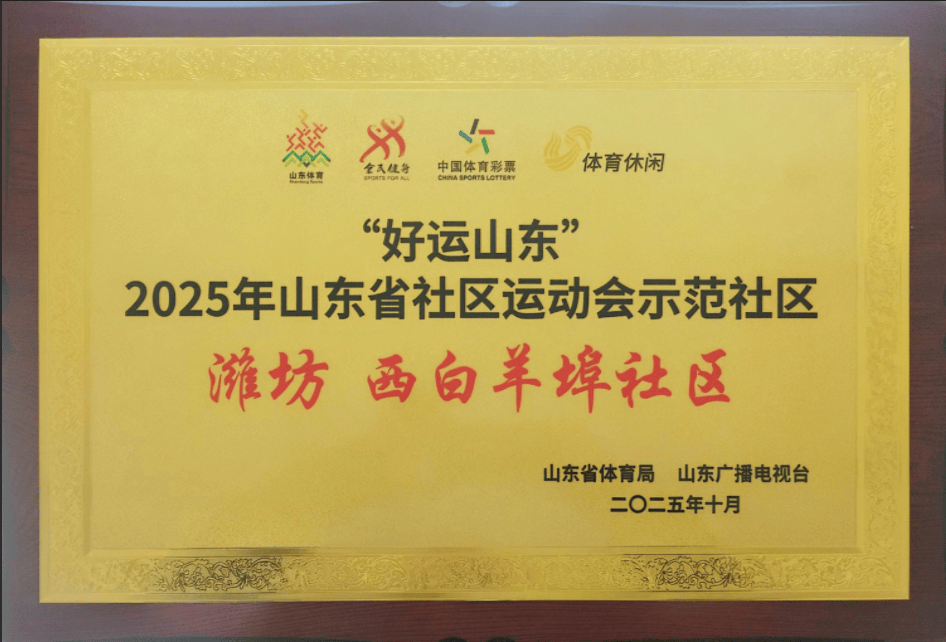 山东体育
Shandong Sports
全民健身
SPORTS FOR ALL
中国体育彩票
CHINA SPORTS LOTTERY
体育休闲
“好运山东”
2025年山东省社区运动会示范社区
潍坊 西白羊埠社区
山东省体育局 山东广播电视台
二〇二五年十月